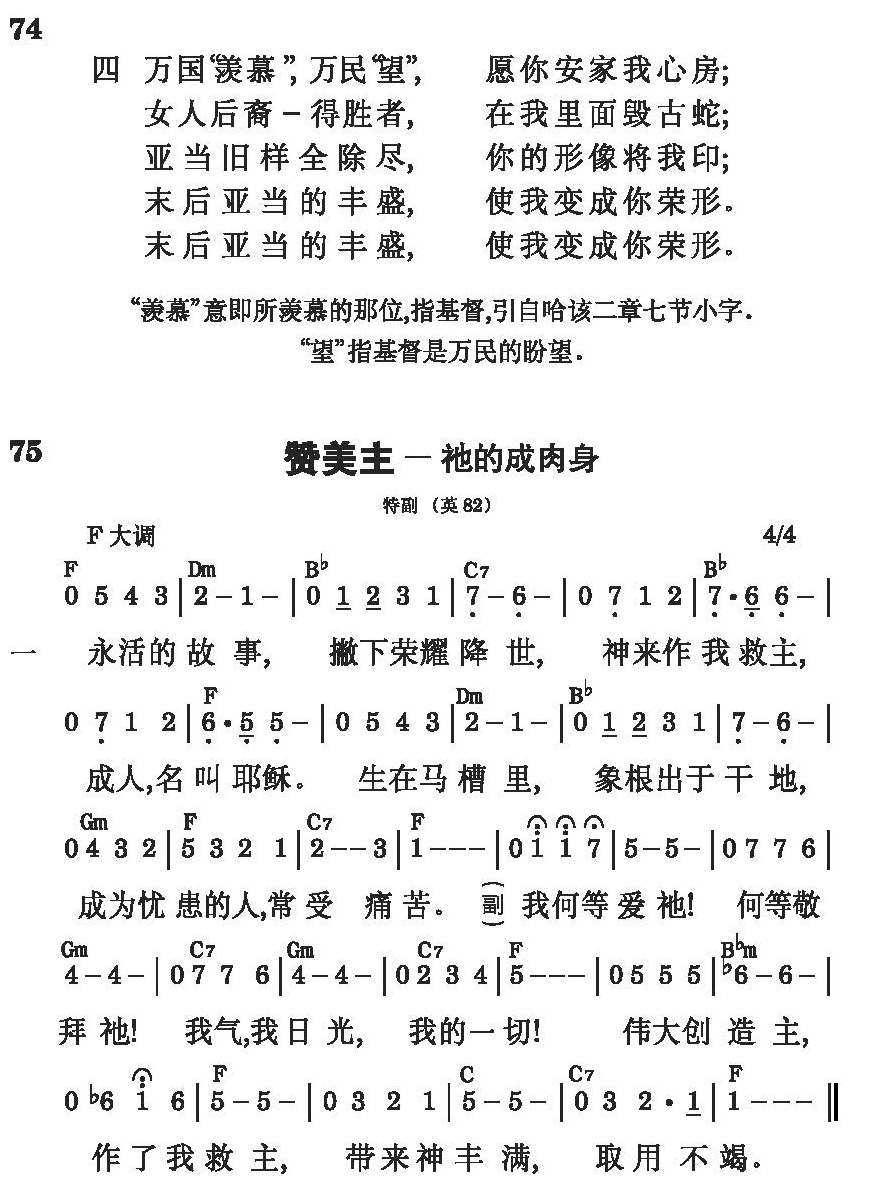 74
四 万国“羡慕”,万民“望”, 愿你安家我心房;
女人后裔－得胜者, 在我里面毁古蛇;
亚当旧样全除尽, 你的形像将我印;
末后亚当的丰盛, 使我变成你荣形。
末后亚当的丰盛, 使我变成你荣形。
“羡慕”意即所羡慕的那位,指基督,引自哈该二章七节小字.
“望”指基督是万民的盼望。
75 赞美主－祂的成肉身
特副（英82）
F 大调 4/4
F Dm B♭ C7 B♭
0 5 4 3 | 2 - 1 - | 0 1 2 3 1 | 7 - 6 - | 0 7 1 2 | 7 · 6 6 - |
一 永活的故事, 撇下荣耀降世, 神来作我救主,
F Dm B♭
0 7 1 2 | 6 · 5 5 - | 0 5 4 3 | 2 - 1 - | 0 1 2 3 1 | 7 - 6 - |
成人,名叫耶稣。 生在马槽里, 象根出于干地,
Gm F C7 F
0 4 3 2 | 5 3 2 1 | 2 - - 3 | 1 - - - | 0 1 1 7 | 5 - 5 - | 0 7 7 6 |
成为忧患的人,常受痛苦。 (副) 我何等爱祂! 何等敬
Gm C7 Gm C7 F B♭m
4 - 4 - | 0 7 7 6 | 4 - 4 - | 0 2 3 4 | 5 - - - | 0 5 5 5 | ♭6 - 6 - |
拜祂! 我气,我日光, 我的一切! 伟大创造主,
F C C7 F
0 ♭6 1 6 | 5 - 5 - | 0 3 2 1 | 5 - 5 - | 0 3 2 · 1 | 1 - - - ‖
作了我救主, 带来神丰满, 取用不竭。